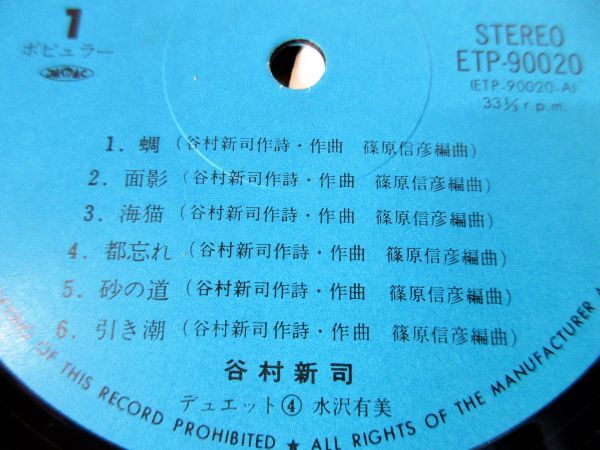 1
ポピュラー
STEREO
ETP-90020
(ETP-90020-A)
33⅓ r.p.m.
1. 蜩 (谷村新司作詩・作曲 篠原信彦編曲)
2. 面影 (谷村新司作詩・作曲 篠原信彦編曲)
3. 海猫 (谷村新司作詩・作曲 篠原信彦編曲)
4. 都忘れ (谷村新司作詩・作曲 篠原信彦編曲)
5. 砂の道 (谷村新司作詩・作曲 篠原信彦編曲)
6. 引き潮 (谷村新司作詩・作曲 篠原信彦編曲)
谷村新司
デュエット④ 水沢有美
OF THIS RECORD PROHIBITED ★ ALL RIGHTS OF THE MANUFACTURER